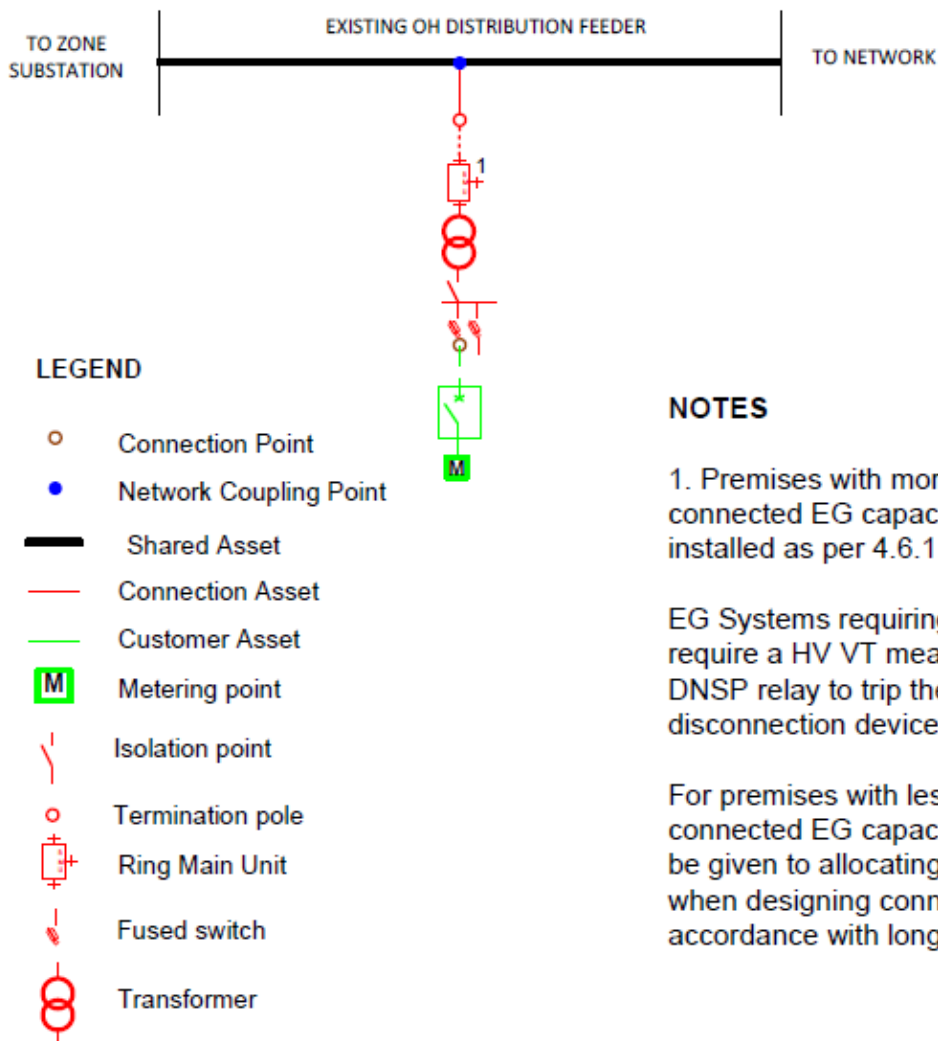 TO ZONE
SUBSTATION
EXISTING OH DISTRIBUTION FEEDER
TO NETWORK
1
M
LEGEND
Connection Point
Network Coupling Point
Shared Asset
Connection Asset
Customer Asset
M
Metering point
Isolation point
Termination pole
Ring Main Unit
Fused switch
Transformer
NOTES
1. Premises with mor
connected EG capac
installed as per 4.6.1
EG Systems requiring
require a HV VT mea
DNSP relay to trip the
disconnection device
For premises with les
connected EG capac
be given to allocating
when designing conn
accordance with long